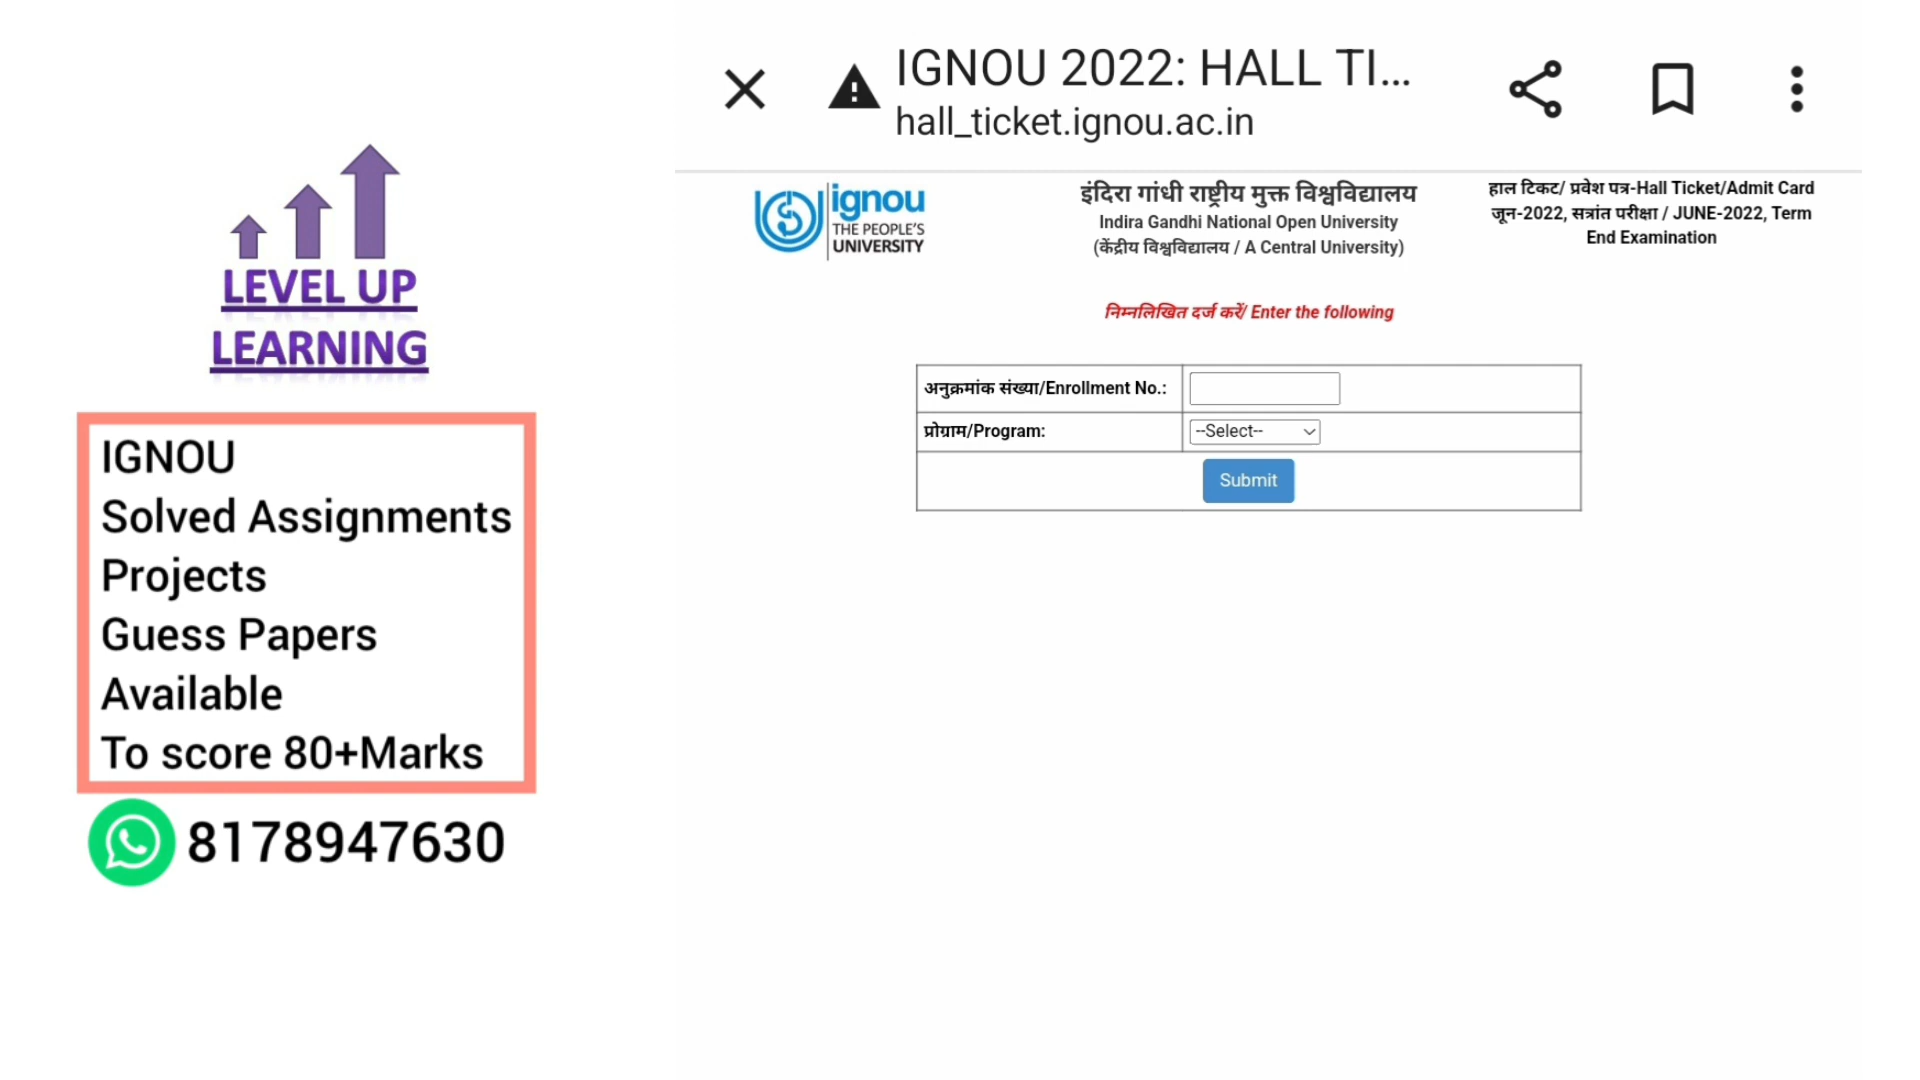 LEVEL UP
LEARNING
IGNOU
Solved Assignments
Projects
Guess Papers
Available
To score 80+Marks
8178947630
IGNOU 2022: HALL TI...
hall_ticket.ignou.ac.in
ignou
THE PEOPLE'S
UNIVERSITY
इंदिरा गांधी राष्ट्रीय मुक्त विश्वविद्यालय
Indira Gandhi National Open University
(केंद्रीय विश्वविद्यालय / A Central University)
हाल टिकट/ प्रवेश पत्र-Hall Ticket/Admit Card
जून-2022, सत्रांत परीक्षा / JUNE-2022, Term
End Examination
निम्नलिखित दर्ज करें/ Enter the following
अनुक्रमांक संख्या/Enrollment No.:
प्रोग्राम/Program:
--Select--
Submit